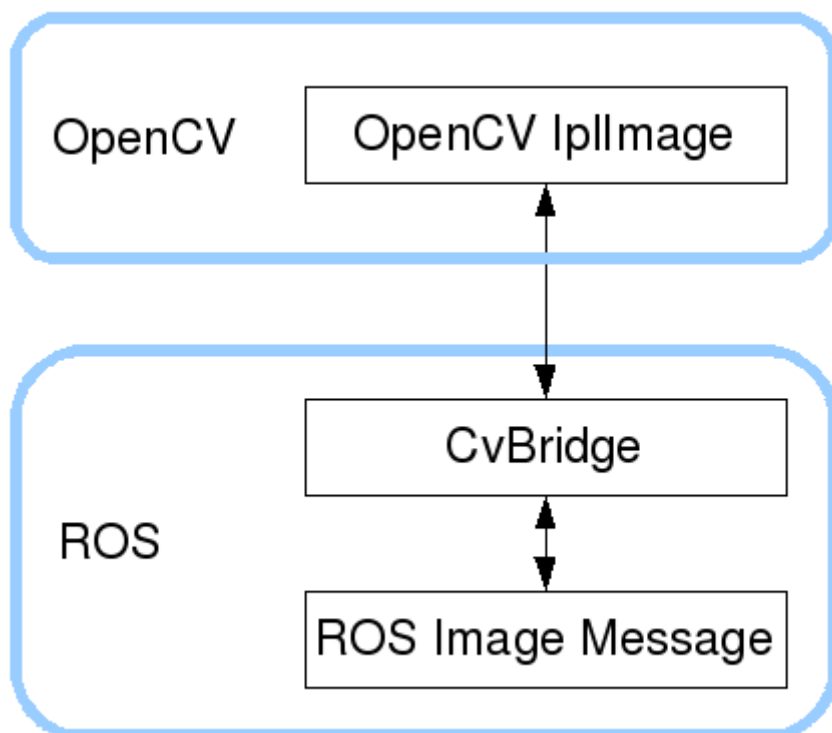 OpenCV
OpenCV IplImage
CvBridge
ROS
ROS Image Message